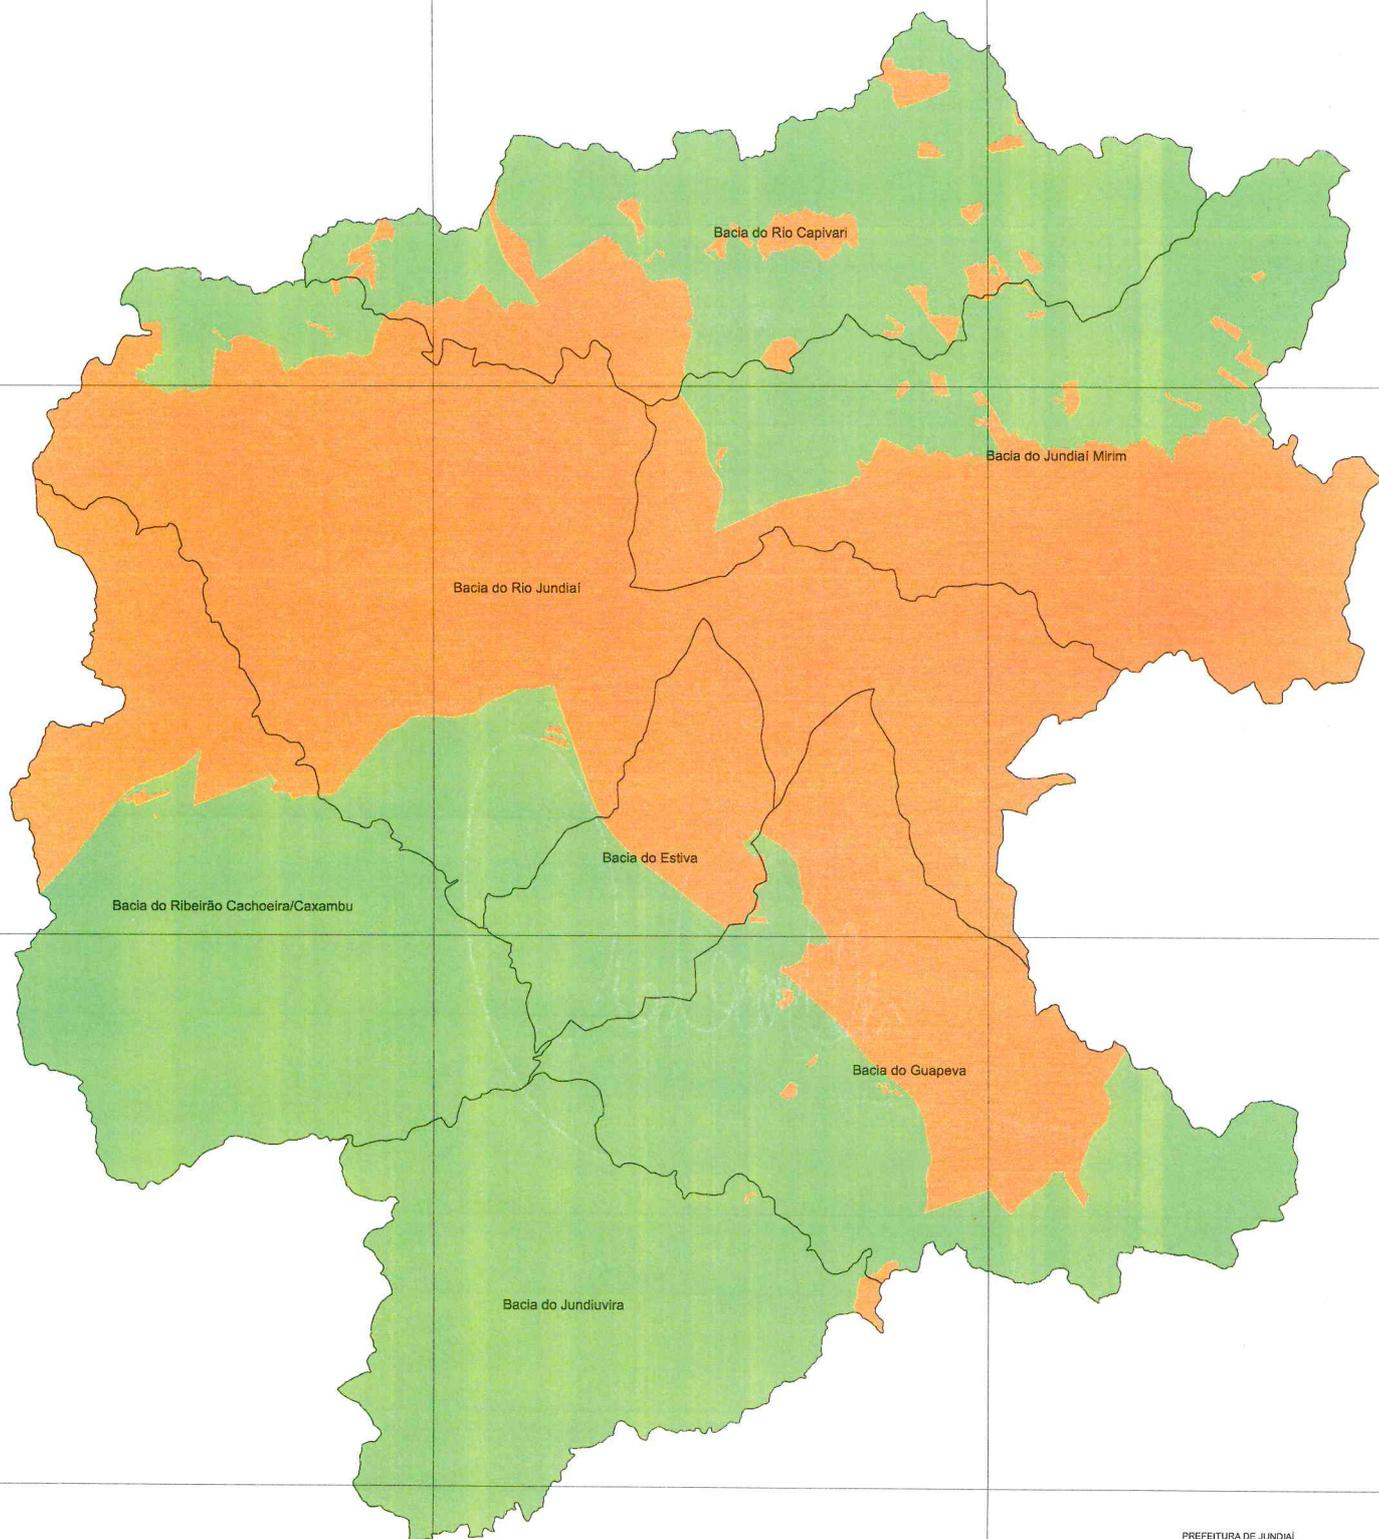 Bacia do Rio Capivari
Bacia do Jundiaí Mirim
Bacia do Rio Jundiaí
Bacia do Estiva
Bacia do Ribeirão Cachoeira/Caxambu
Bacia do Guapeva
Bacia do Jundiuvira
PREFEITURA DE JUNDIAÍ